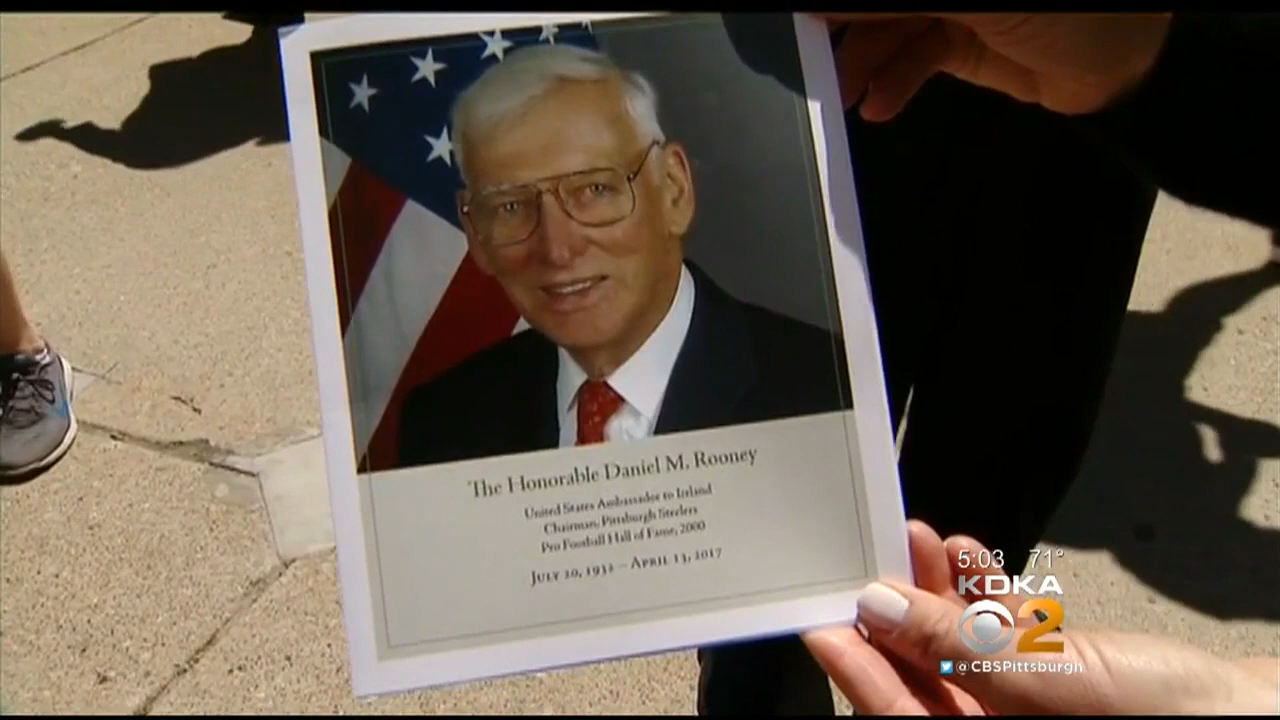 The Honorable Daniel M. Rooney
United States Ambassador to Ireland
Chairman, Pittsburgh Steelers
Pro Football Hall of Fame, 2000
July 20, 1932 – April 13, 2017
5:03 71°
KDKA
2
@CBSPittsburgh